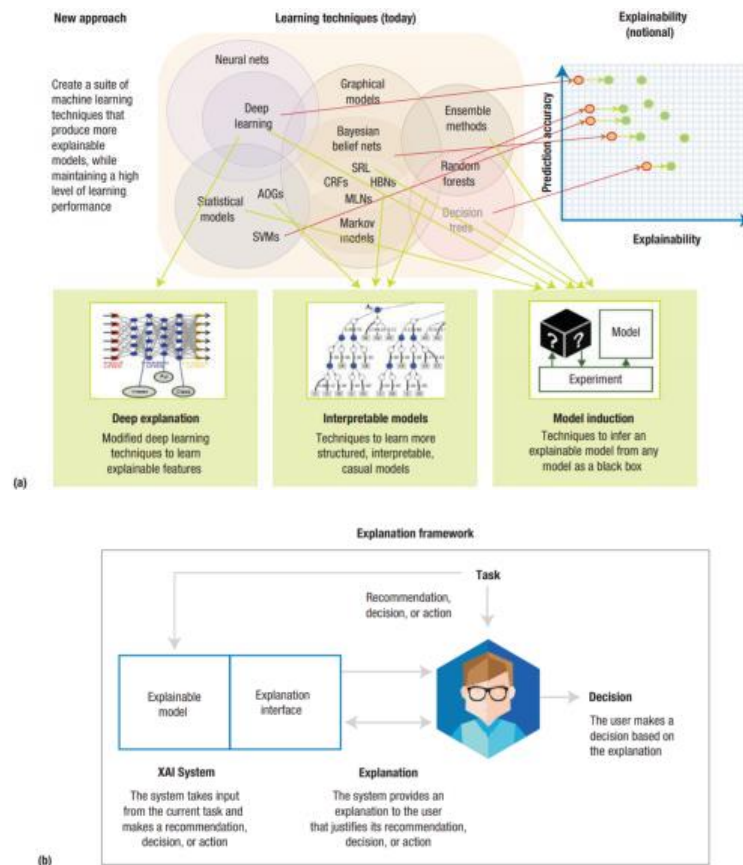 New approach
Learning techniques (today)
Explainability
(notional)
Create a suite of
machine learning
techniques that
produce more
explainable
models, while
maintaining a high
level of learning
performance
Neural nets
Deep
learning
Graphical
models
Bayesian
belief nets
SRL
CRFs
HBNs
MLNs
Markov
models
Ensemble
methods
Random
forests
Decision
trees
Statistical
models
AOGs
SVMs
Prediction accuracy
Explainability
Deep explanation
Modified deep learning
techniques to learn
explainable features
Interpretable models
Techniques to learn more
structured, interpretable,
casual models
?
?
Model
Experiment
Model induction
Techniques to infer an
explainable model from any
model as a black box
(a)
Explanation framework
Task
Recommendation,
decision, or action
Explainable
model
Explanation
interface
Decision
The user makes a
decision based on
the explanation
XAI System
The system takes input
from the current task and
makes a recommendation,
decision, or action
Explanation
The system provides an
explanation to the user
that justifies its recommendation,
decision, or action
(b)